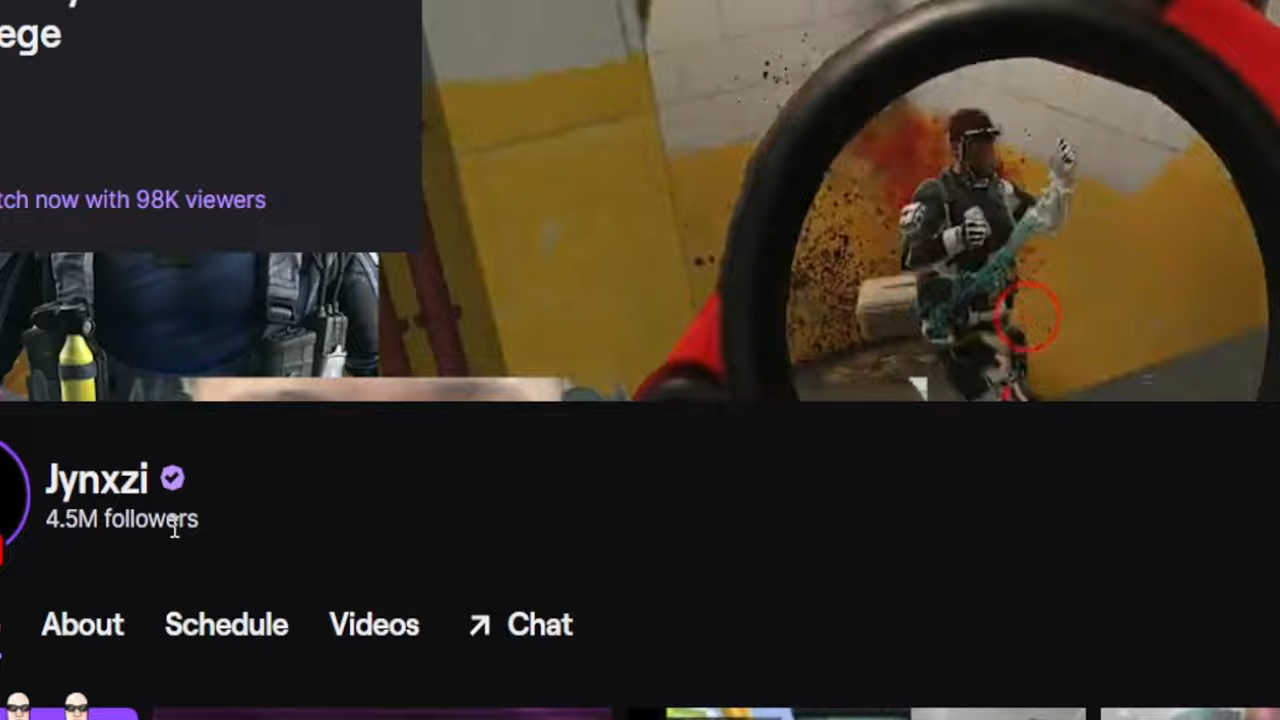 ege
tch now with 98K viewers
Jynxzi
4.5M followers
About Schedule Videos Chat